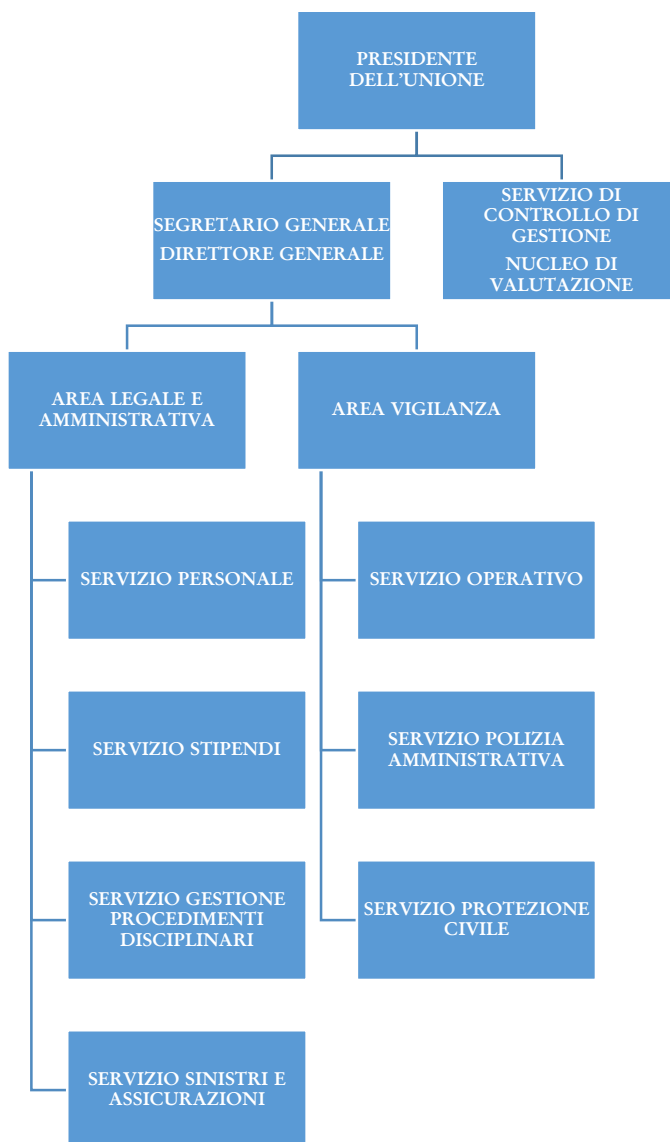 PRESIDENTE
DELL'UNIONE
SEGRETARIO GENERALE
DIRETTORE GENERALE
SERVIZIO DI
CONTROLLO DI
GESTIONE
NUCLEO DI
VALUTAZIONE
AREA LEGALE E
AMMINISTRATIVA
AREA VIGILANZA
SERVIZIO PERSONALE
SERVIZIO OPERATIVO
SERVIZIO STIPENDI
SERVIZIO POLIZIA
AMMINISTRATIVA
SERVIZIO GESTIONE
PROCEDIMENTI
DISCIPLINARI
SERVIZIO PROTEZIONE
CIVILE
SERVIZIO SINISTRI E
ASSICURAZIONI